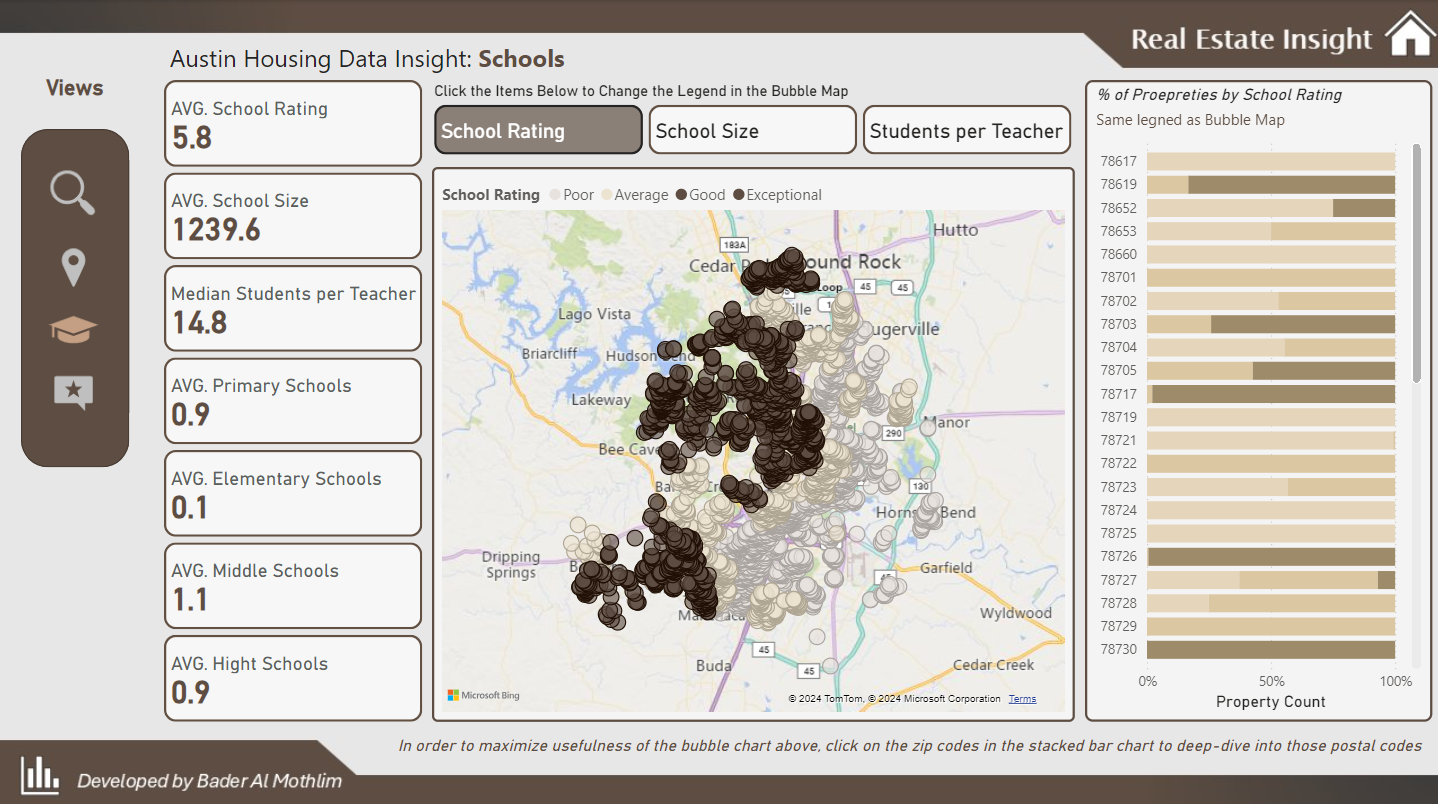 Real Estate Insight
Austin Housing Data Insight: Schools
Views
AVG. School Rating
5.8
AVG. School Size
1239.6
Median Students per Teacher
14.8
AVG. Primary Schools
0.9
AVG. Elementary Schools
0.1
AVG. Middle Schools
1.1
AVG. Hight Schools
0.9
Click the Items Below to Change the Legend in the Bubble Map
School Rating
School Size
Students per Teacher
School Rating Poor Average Good Exceptional
Hutto
183A
Cedar
ound Rock
Loop
45
45
Lago Vista
ville
ugerville
Briarcliff
Hudson Bend
Lakeway
Manor
290
Bee Cave
130
Horns Bend
Dripping
Springs
Garfield
45
Wyldwood
45
Buda
45
Cedar Creek
Microsoft Bing
© 2024 TomTom, © 2024 Microsoft Corporation Terms
% of Proepreties by School Rating
Same legned as Bubble Map
78617
78619
78652
78653
78660
78701
78702
78703
78704
78705
78717
78719
78721
78722
78723
78724
78725
78726
78727
78728
78729
78730
0% 50% 100%
Property Count
In order to maximize usefulness of the bubble chart above, click on the zip codes in the stacked bar chart to deep-dive into those postal codes
Developed by Bader Al Mothlim